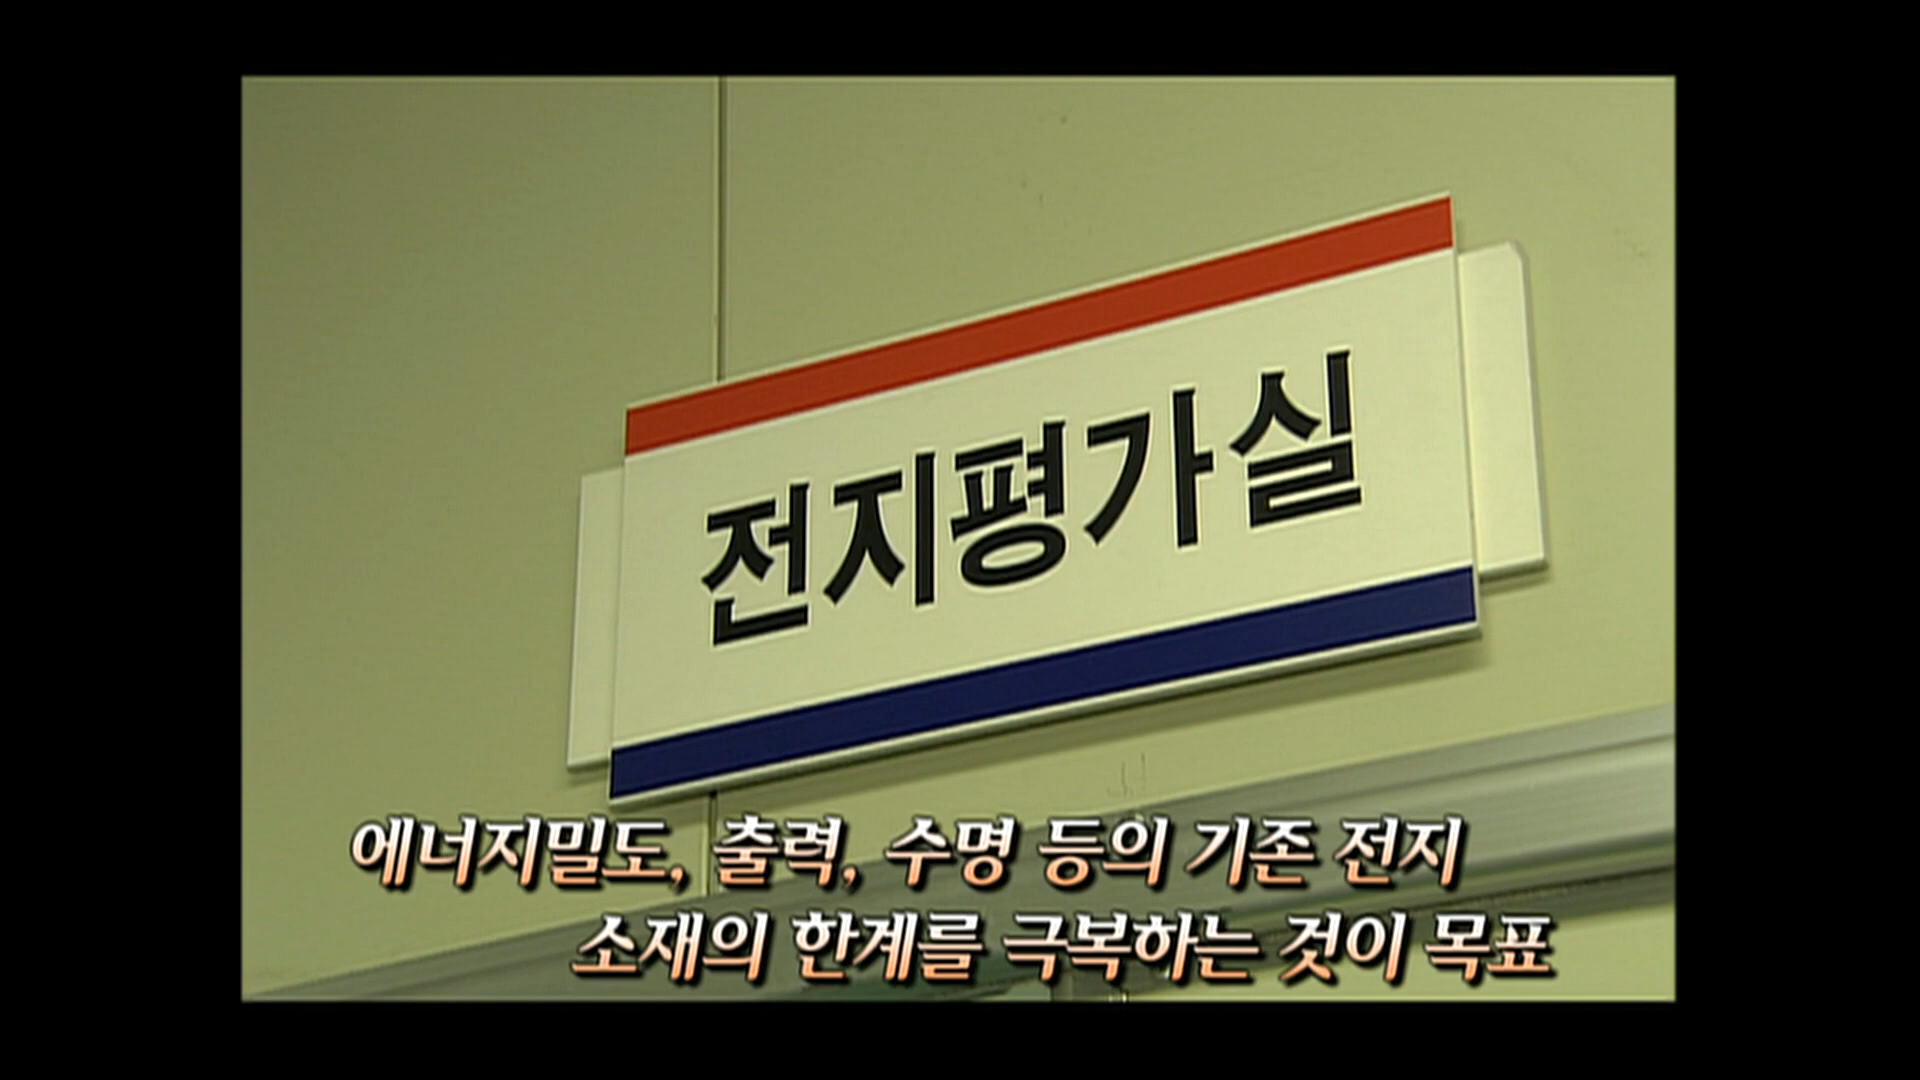 전지평가실
에너지밀도, 출력, 수명 등의 기존 전지
소재의 한계를 극복하는 것이 목표